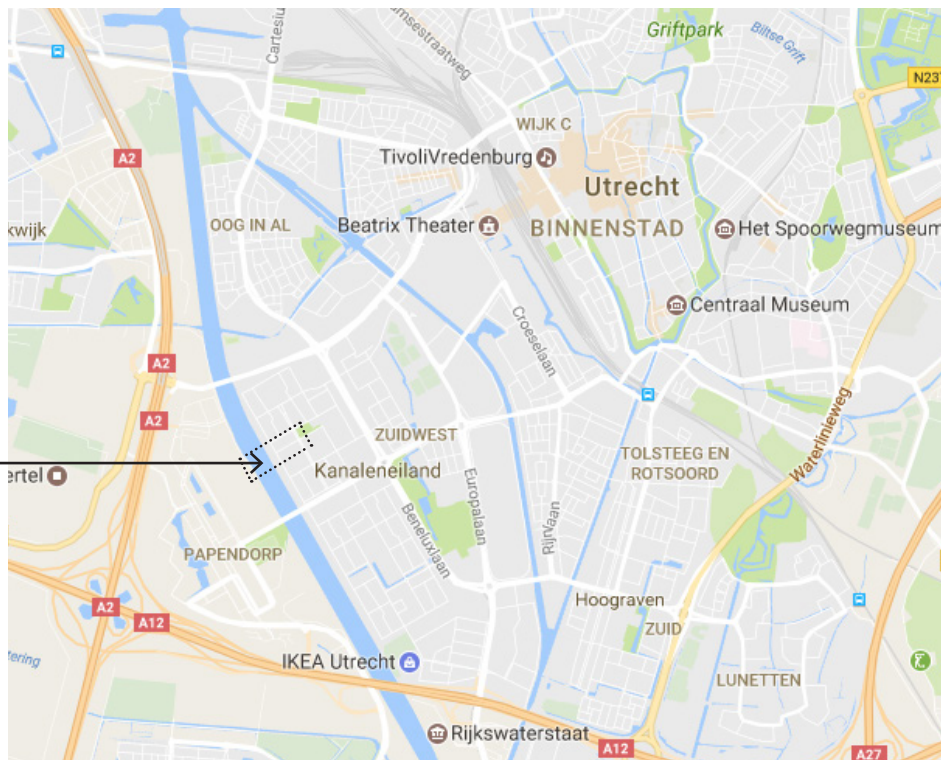 Cartesiu
msestraatweg
Griftpark
Biltse Grift
N237
WIJK C
A2
TivoliVredenburg
Utrecht
kwijk
OOG IN AL
Beatrix Theater
BINNENSTAD
Het Spoorwegmuseum
Centraal Museum
Croeselaan
A2
A2
Waterlinieweg
ZUIDWEST
TOLSTEEG EN
ROTSOORD
ertel
Kanaleneiland
Europalaan
Beneluxlaan
Rijnlaan
PAPENDORP
A2
A12
Hoograven
ZUID
tering
IKEA Utrecht
LUNETTEN
Rijkswaterstaat
A12
A27